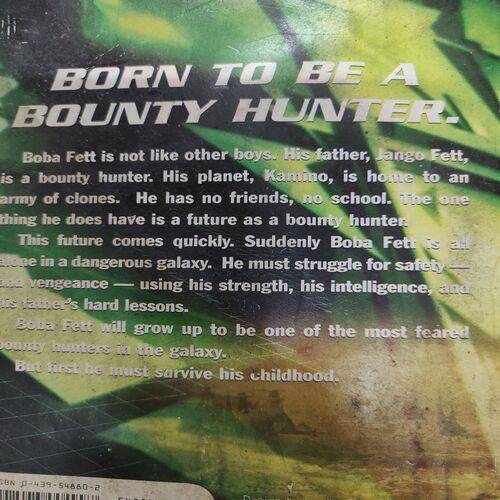 BORN TO BE A
BOUNTY HUNTER.
Boba Fett is not like other boys. His father, Jango Fett,
is a bounty hunter. His planet, Kamino, is home to an
army of clones. He has no friends, no school. The one
thing he does have is a future as a bounty hunter.
This future comes quickly. Suddenly Boba Fett is all
alone in a dangerous galaxy. He must struggle for safety —
and vengeance — using his strength, his intelligence, and
his father's hard lessons.
Boba Fett will grow up to be one of the most feared
bounty hunters in the galaxy.
But first he must survive his childhood.
ISBN 0-439-54860-2